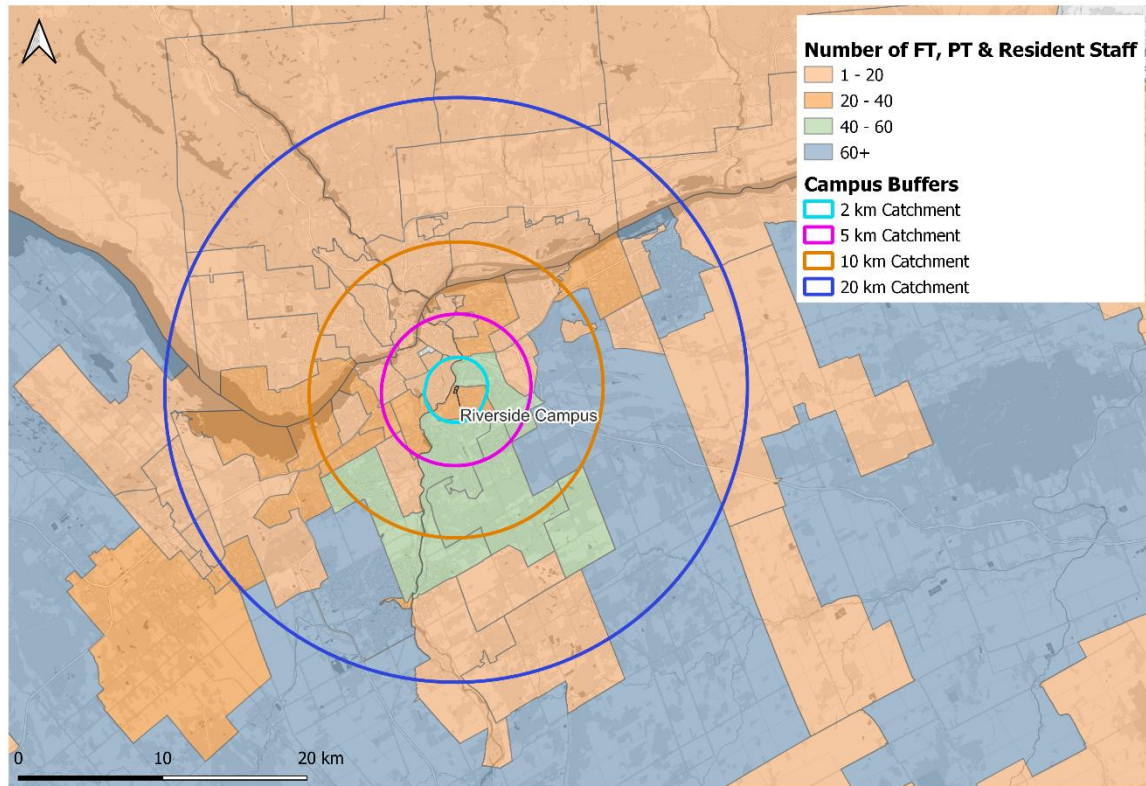 Number of FT, PT & Resident Staff
1 - 20
20 - 40
40 - 60
60+
Campus Buffers
2 km Catchment
5 km Catchment
10 km Catchment
20 km Catchment
Riverside Campus
0 10 20 km